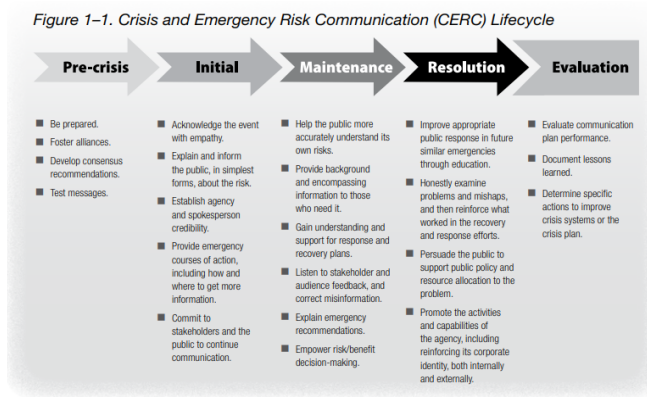 Figure 1–1. Crisis and Emergency Risk Communication (CERC) Lifecycle
Pre-crisis
Be prepared.
Foster alliances.
Develop consensus
recommendations.
Test messages.
Initial
Acknowledge the event
with empathy.
Explain and inform
the public, in simplest
forms, about the risk.
Establish agency
and spokesperson
credibility.
Provide emergency
courses of action,
including how and
where to get more
information.
Commit to
stakeholders and the
public to continue
communication.
Maintenance
Help the public more
accurately understand its
own risks.
Provide background
and encompassing
information to those
who need it.
Gain understanding and
support for response and
recovery plans.
Listen to stakeholder and
audience feedback, and
correct misinformation.
Explain emergency
recommendations.
Empower risk/benefit
decision-making.
Resolution
Improve appropriate
public response in future
similar emergencies
through education.
Honestly examine
problems and mishaps,
and then reinforce what
worked in the recovery
and response efforts.
Persuade the public to
support public policy and
resource allocation to the
problem.
Promote the activities
and capabilities of
the agency, including
reinforcing its corporate
identity, both internally
and externally.
Evaluation
Evaluate communication
plan performance.
Document lessons
learned.
Determine specific
actions to improve
crisis systems or the
crisis plan.